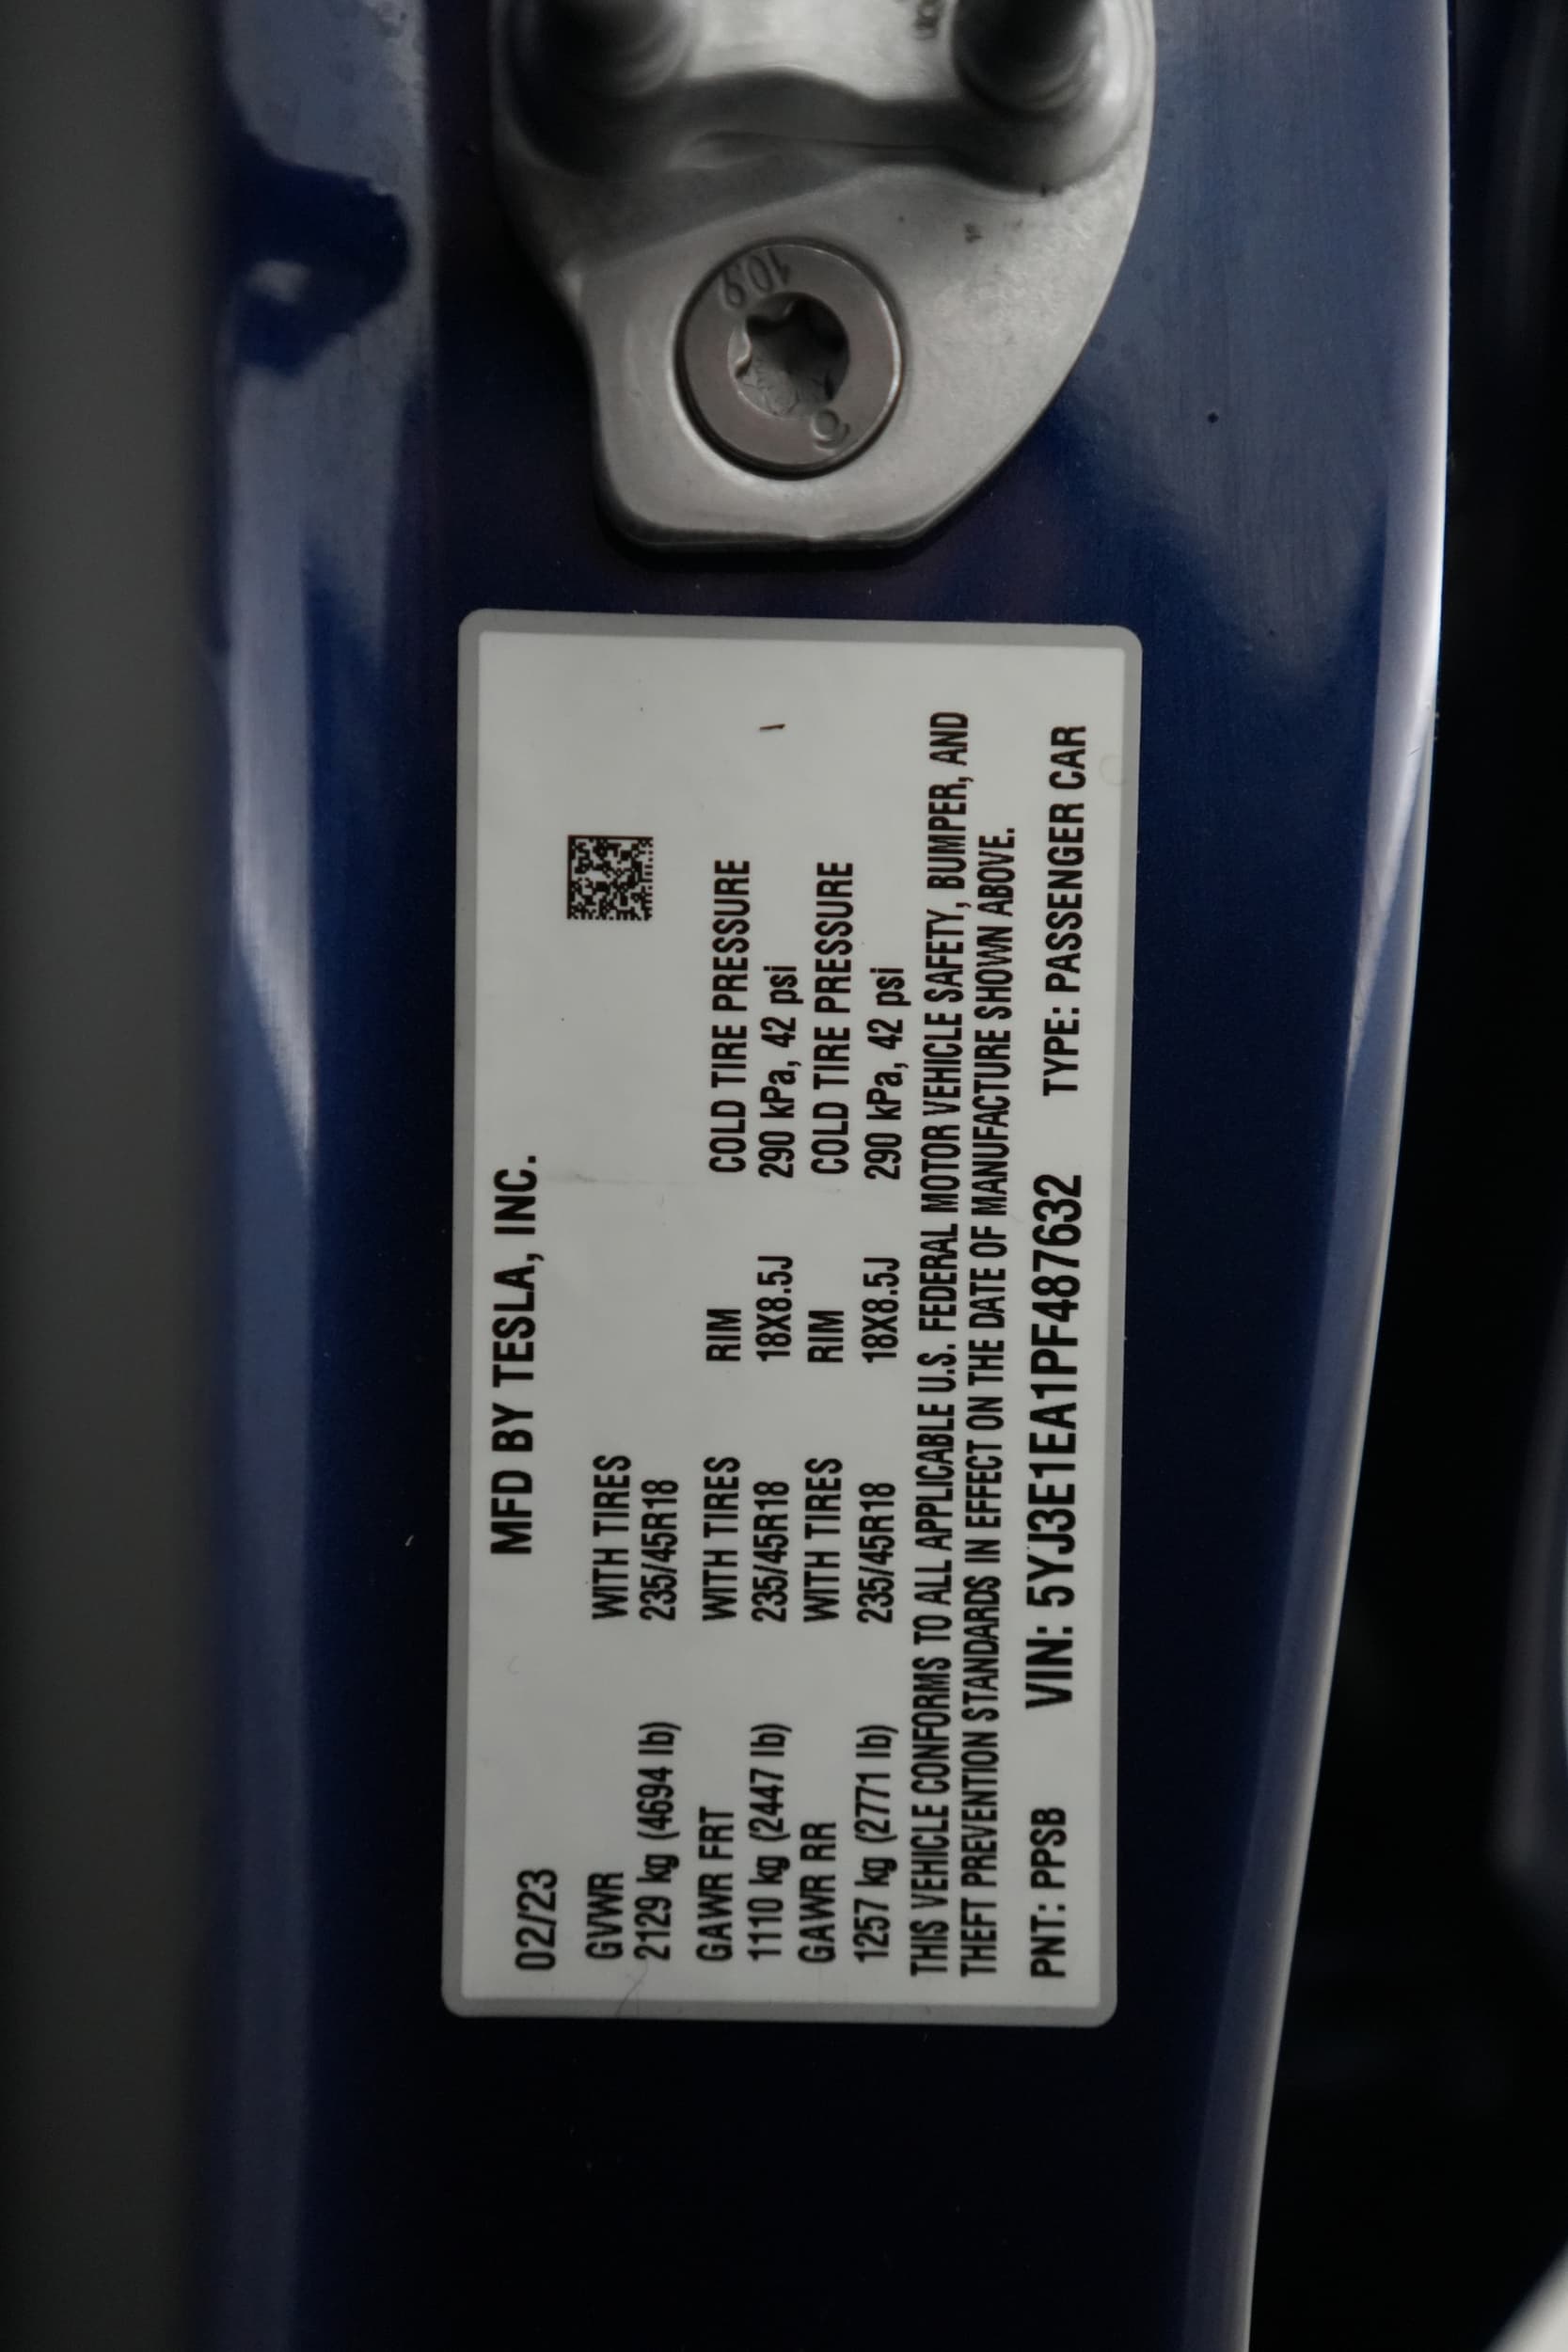 10.9
02/23 MFD BY TESLA, INC.
GVWR WITH TIRES
2129 kg (4694 lb) 235/45R18
GAWR FRT WITH TIRES RIM COLD TIRE PRESSURE
1110 kg (2447 lb) 235/45R18 18X8.5J 290 kPa, 42 psi
GAWR RR WITH TIRES RIM COLD TIRE PRESSURE
1257 kg (2771 lb) 235/45R18 18X8.5J 290 kPa, 42 psi
THIS VEHICLE CONFORMS TO ALL APPLICABLE U.S. FEDERAL MOTOR VEHICLE SAFETY, BUMPER, AND
THEFT PREVENTION STANDARDS IN EFFECT ON THE DATE OF MANUFACTURE SHOWN ABOVE.
PNT: PPSB VIN: 5YJ3E1EA1PF487632 TYPE: PASSENGER CAR